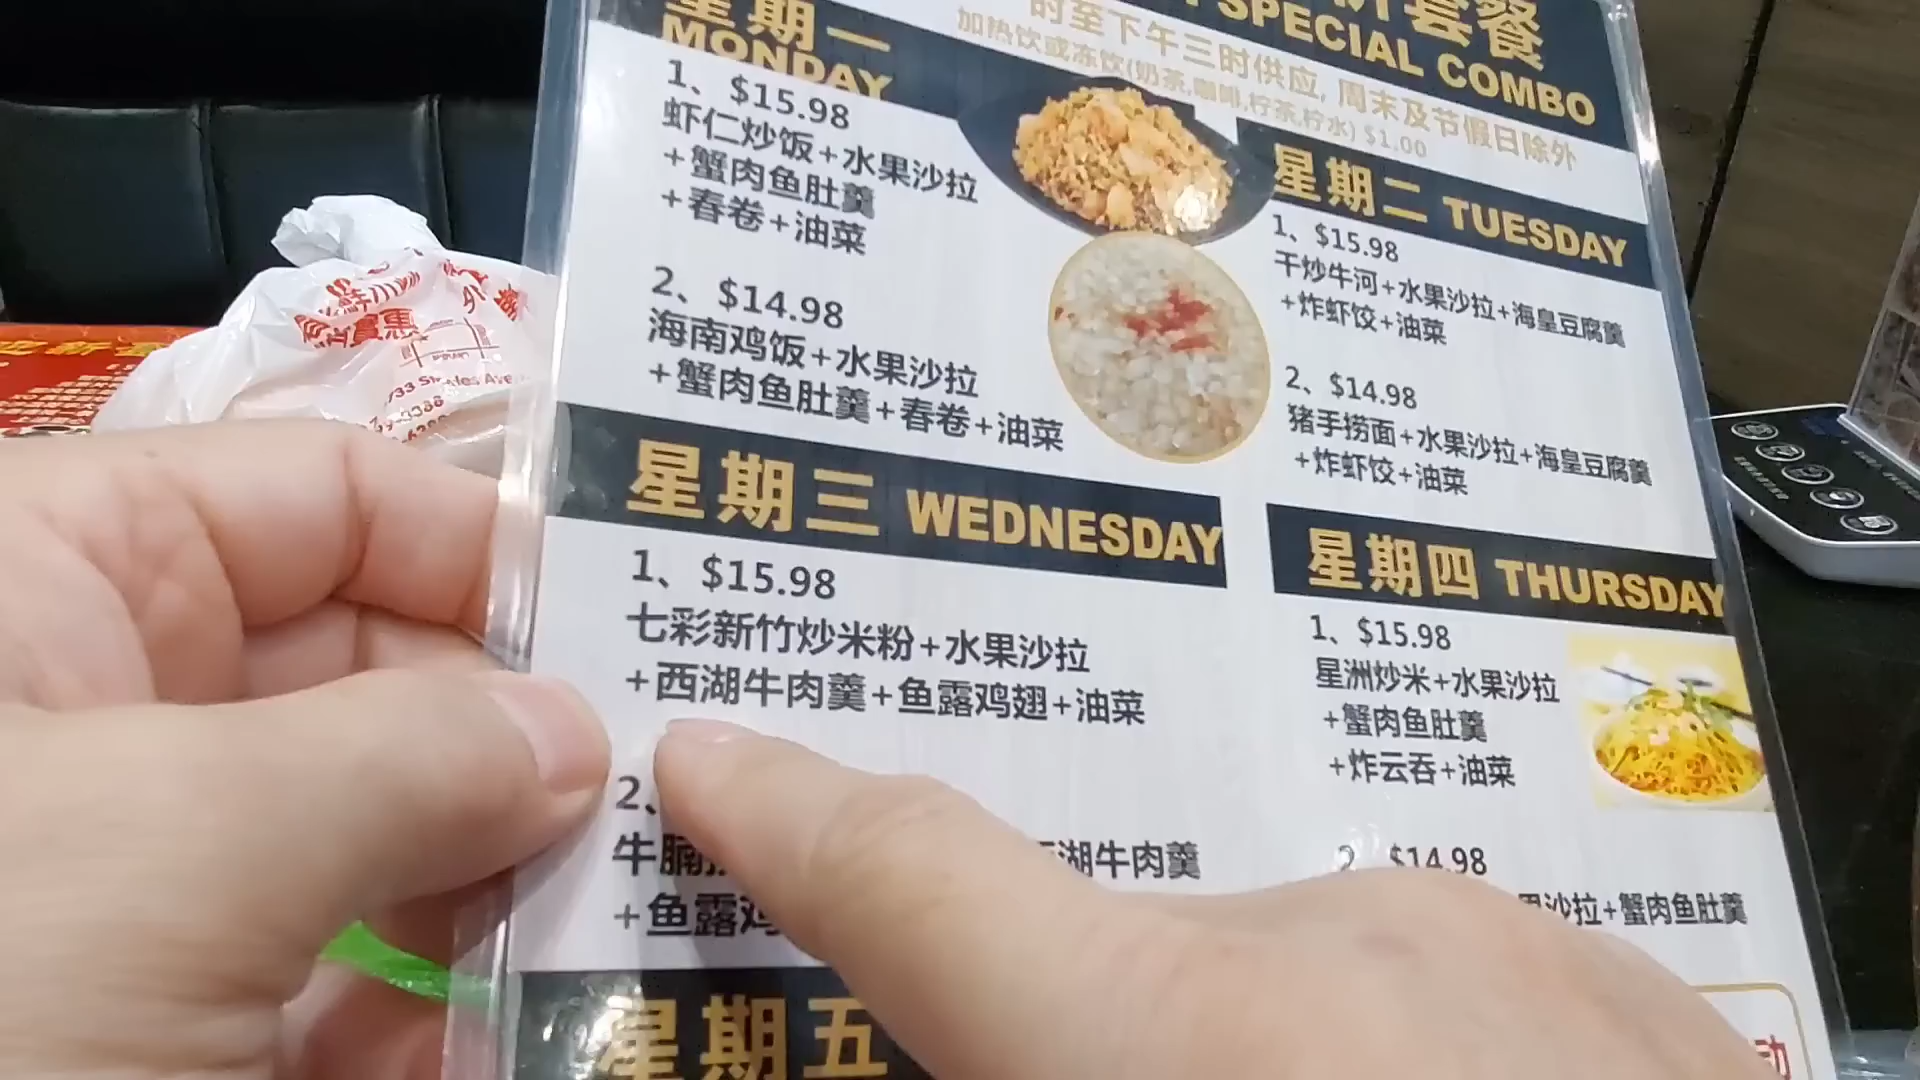 套餐
SPECIAL COMBO
时至下午三时供应, 周末及节假日除外
加热饮或冻饮(奶茶,咖啡,柠茶,柠水) $1.00
星期一
MONDAY
1、$15.98
虾仁炒饭+水果沙拉
+蟹肉鱼肚羹
+春卷+油菜
2、$14.98
海南鸡饭+水果沙拉
+蟹肉鱼肚羹+春卷+油菜
星期二 TUESDAY
1、$15.98
干炒牛河+水果沙拉+海皇豆腐羹
+炸虾饺+油菜
2、$14.98
猪手捞面+水果沙拉+海皇豆腐羹
+炸虾饺+油菜
星期三 WEDNESDAY
1、$15.98
七彩新竹炒米粉+水果沙拉
+西湖牛肉羹+鱼露鸡翅+油菜
2、
牛腩
湖牛肉羹
+鱼露鸡
星期四 THURSDAY
1、$15.98
星洲炒米+水果沙拉
+蟹肉鱼肚羹
+炸云吞+油菜
2、$14.98
果沙拉+蟹肉鱼肚羹
星期五